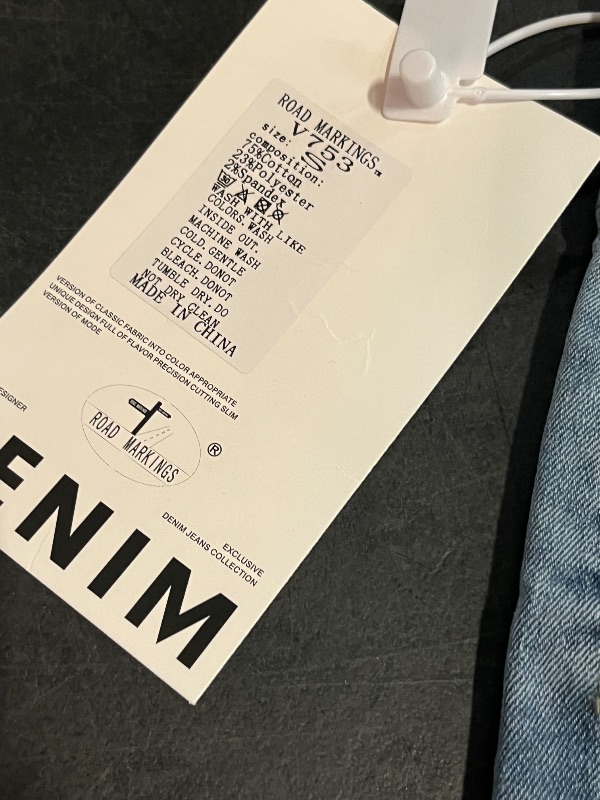 ROAD MARKINGS™
V753
size: S
composition:
75%Cotton
23%Polyester
2%Spandex
WASH WITH LIKE
COLORS.WASH
INSIDE OUT.
MACHINE WASH
COLD.GENTLE
CYCLE.DONOT
BLEACH.DONOT
TUMBLE DRY.DO
NOT DRY CLEAN
MADE IN CHINA
VERSION OF CLASSIC FABRIC INTO COLOR APPROPRIATE
UNIQUE DESIGN FULL OF FLAVOR PRECISION CUTTING SLIM
VERSION OF MODE
ESIGNER
ROAD MARKINGS
®
ENIM
EXCLUSIVE
DENIM JEANS COLLECTION